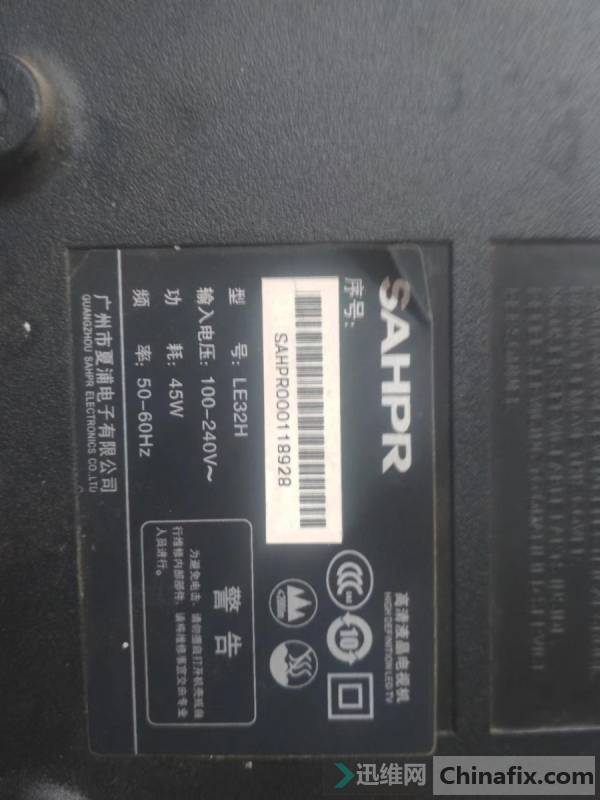 SAHPR
高清液晶电视机
HIGH DEFINITION LED TV
序号:
SAHPR000118928
型 号: LE32H
输入电压: 100-240V～
功 耗: 45W
频 率: 50-60Hz
10
警告
为避免电击,请勿擅自打开机壳或自
行维修内部部件,请将维修事宜交由专业
人员进行。
广州市夏浦电子有限公司
GUANGZHOU SAHPR ELECTRONICS CO.,LTD
迅维网
Chinafix.com